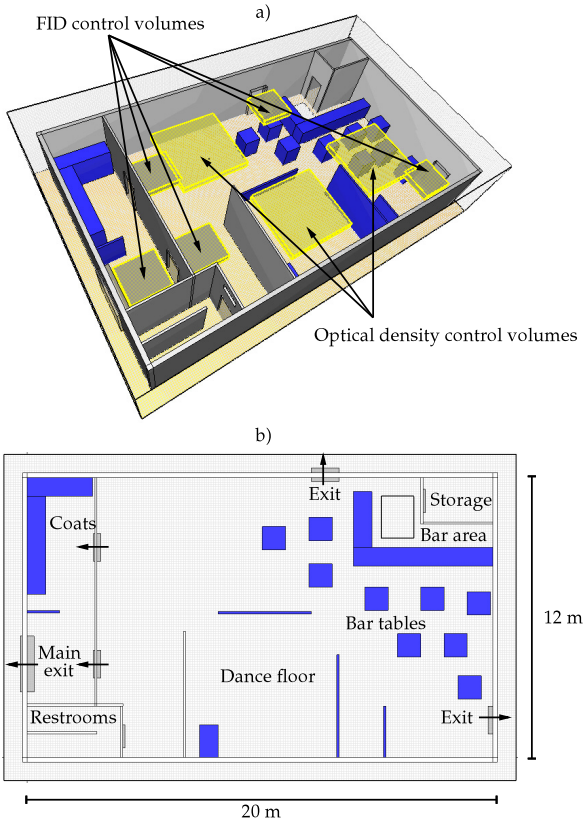 a)
FID control volumes
Optical density control volumes
b)
Exit
Storage
Coats
Bar area
12 m
Bar tables
Main
exit
Dance floor
Restrooms
Exit
20 m